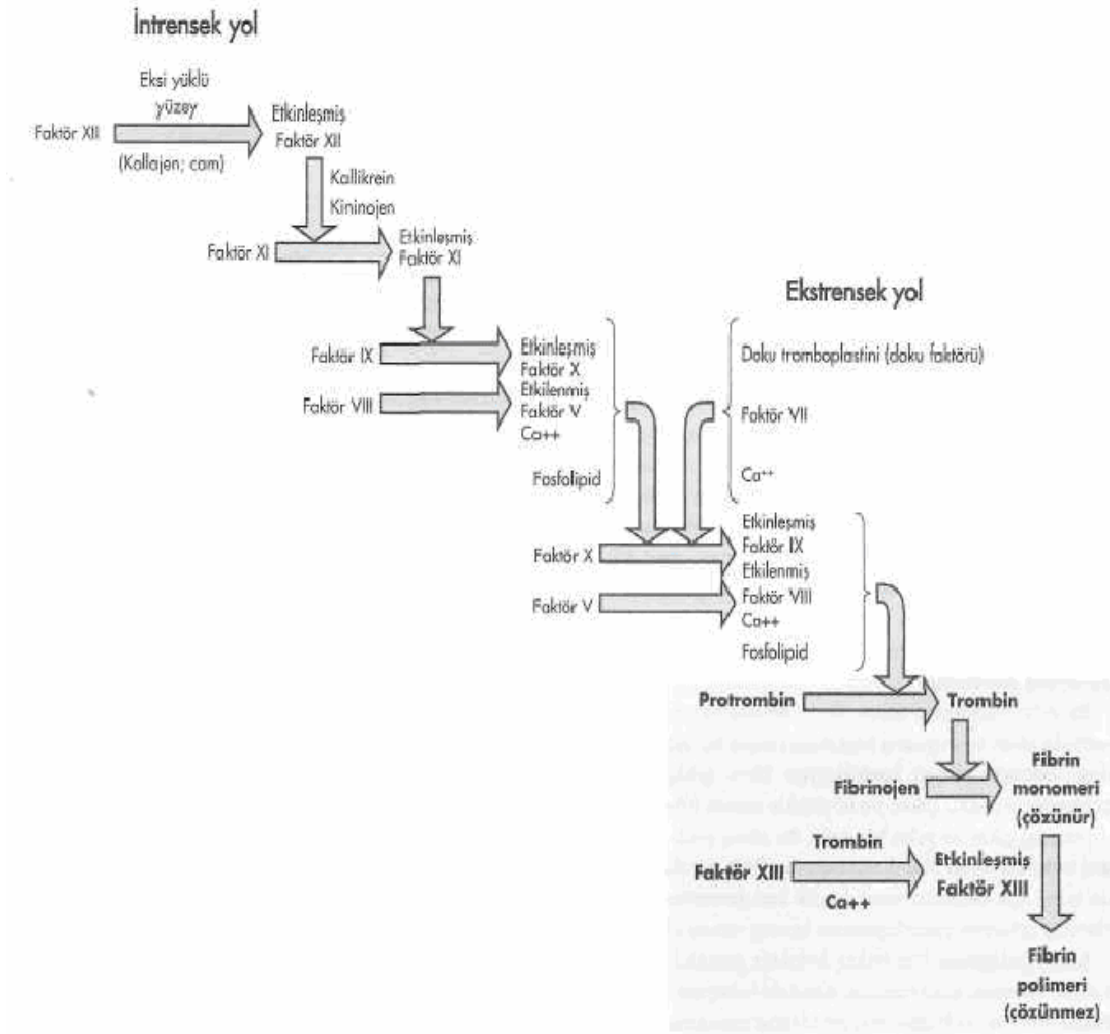 İntrensek yol
Eksi yüklü
yüzey
Faktör XII
(Kollajen; cam)
Etkinleşmiş
Faktör XII
Kallikrein
Kininojen
Faktör XI
Etkinleşmiş
Faktör XI
Ekstrensek yol
Faktör IX
Faktör VIII
Etkinleşmiş
Faktör X
Etkilenmiş
Faktör V
Ca++
Fosfolipid
Doku tromboplastini (doku faktörü)
Faktör VII
Ca++
Faktör X
Faktör V
Etkinleşmiş
Faktör IX
Etkilenmiş
Faktör VIII
Ca++
Fosfolipid
Protrombin
Trombin
Fibrinojen
Fibrin
monomeri
(çözünür)
Trombin
Faktör XIII
Ca++
Etkinleşmiş
Faktör XIII
Fibrin
polimeri
(çözünmez)